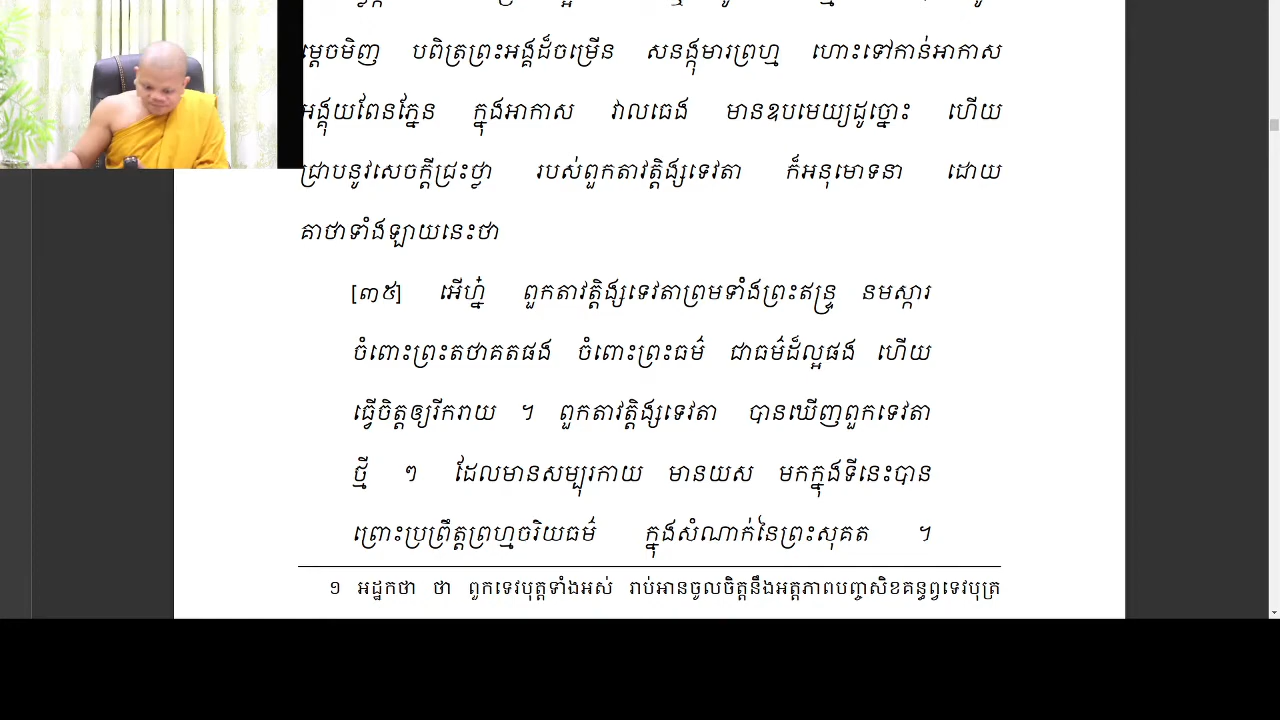 ម្តេចមិញ បពិត្រព្រះអង្គដ៏ចម្រើន សនង្កុមារព្រហ្ម ហោះទៅកាន់អាកាស
អង្គុយពែនភ្នែន ក្នុងអាកាស វាលធេង មានឧបមេយ្យដូច្នោះ ហើយ
ជ្រាបនូវសេចក្តីជ្រះថ្លា របស់ពួកតាវត្តិង្សទេវតា ក៏អនុមោទនា ដោយ
គាថាទាំងឡាយនេះថា
[៣៥] អើហ្ន៎ ពួកតាវត្តិង្សទេវតាព្រមទាំងព្រះឥន្ទ្រ នមស្ការ
ចំពោះព្រះតថាគតផង ចំពោះព្រះធម៌ ជាធម៌ដ៏ល្អផង ហើយ
ធ្វើចិត្តឲ្យរីករាយ ។ ពួកតាវត្តិង្សទេវតា បានឃើញពួកទេវតា
ថ្មី ៗ ដែលមានសម្បុរកាយ មានយស មកក្នុងទីនេះបាន
ព្រោះប្រព្រឹត្តព្រហ្មចរិយធម៌ ក្នុងសំណាក់នៃព្រះសុគត ។
១ អដ្ឋកថា ថា ពួកទេវបុត្តទាំងអស់ រាប់អានចូលចិត្តនឹងអត្តភាពបញ្ចសិខគន្ធព្វទេវបុត្រ